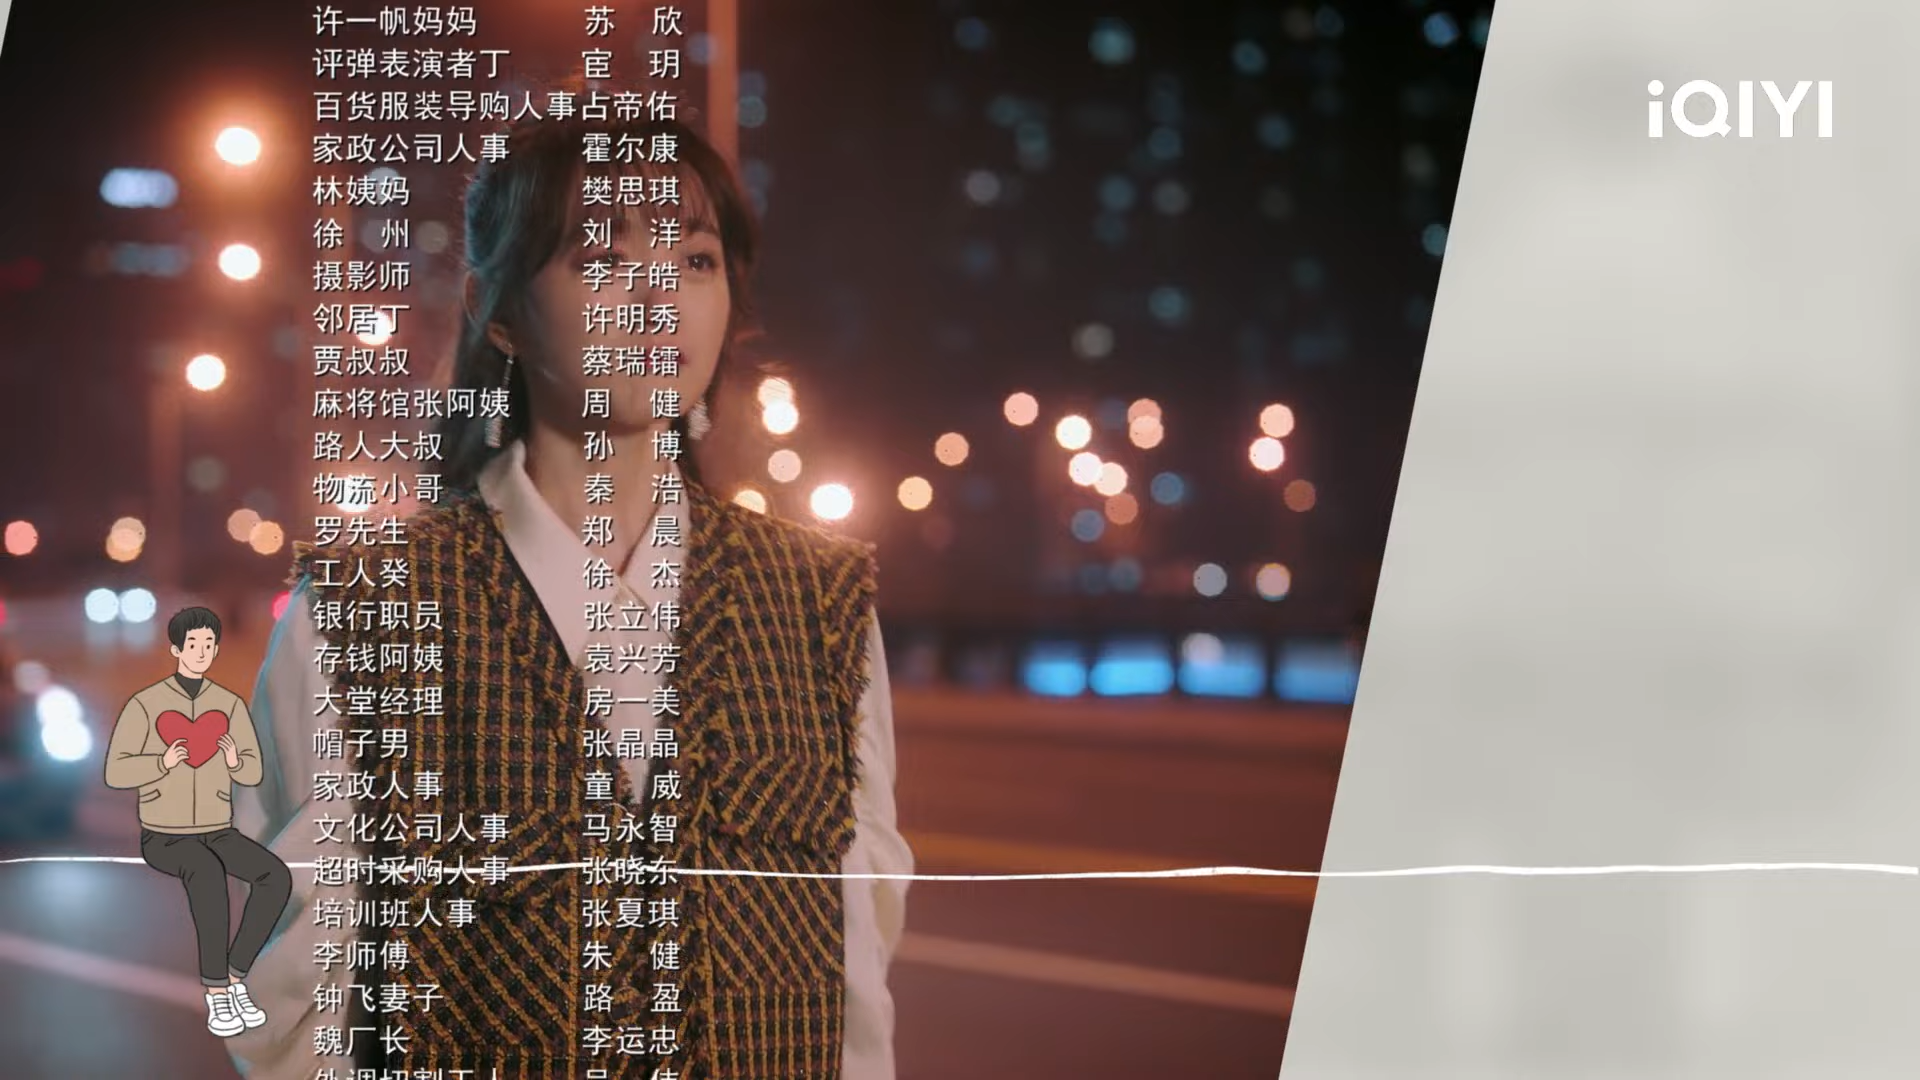 许一帆妈妈 苏欣
iQIYI
评弹表演者丁 宦玥
百货服装导购人事 占帝佑
家政公司人事 霍尔康
林姨妈 樊思琪
徐州 刘洋
摄影师 李子皓
邻居丁 许明秀
贾叔叔 蔡瑞镭
麻将馆张阿姨 周健
路人大叔 孙博
物流小哥 秦浩
罗先生 郑晨
工人癸 徐杰
银行职员 张立伟
存钱阿姨 袁兴芳
大堂经理 房一美
帽子男 张晶晶
家政人事 童威
文化公司人事 马永智
超时采购人事 张晓东
培训班人事 张夏琪
李师傅 朱健
钟飞妻子 路盈
魏厂长 李运忠